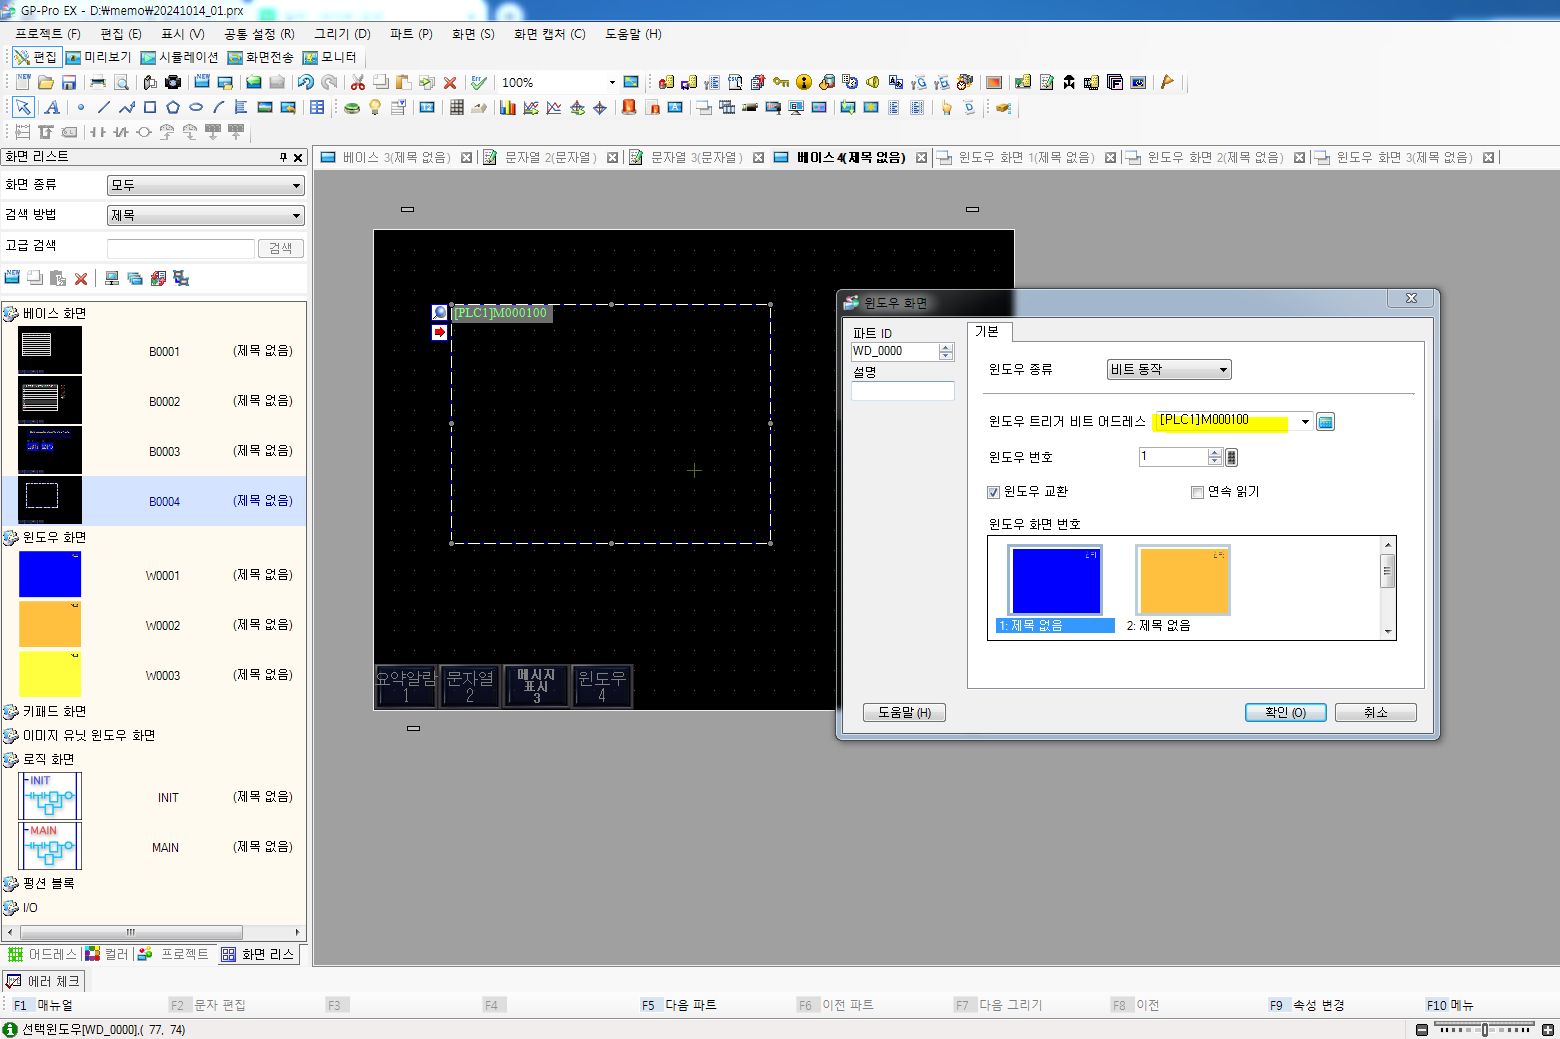 GP-Pro EX - D:\memo\20241014_01.prx
프로젝트 (F) 편집 (E) 표시 (V) 공통 설정 (R) 그리기 (D) 파트 (P) 화면 (S) 화면 캡처 (C) 도움말 (H)
편집 미리보기 시뮬레이션 화면전송 모니터
100%
화면 리스트
베이스 3(제목 없음) 문자열 2(문자열) 문자열 3(문자열) 베이스 4(제목 없음) 윈도우 화면 1(제목 없음) 윈도우 화면 2(제목 없음) 윈도우 화면 3(제목 없음)
화면 종류 모두
검색 방법 제목
고급 검색 검색
베이스 화면
B0001 (제목 없음)
B0002 (제목 없음)
B0003 (제목 없음)
B0004 (제목 없음)
윈도우 화면
W0001 (제목 없음)
W0002 (제목 없음)
W0003 (제목 없음)
키패드 화면
이미지 유닛 윈도우 화면
로직 화면
INIT
INIT (제목 없음)
MAIN
MAIN (제목 없음)
펑션 블록
I/O
어드레스 컬러 프로젝트 화면 리스
에러 체크
[PLC1]M000100
요약알람
1
문자열
2
메시지
표시
3
윈도우
4
윈도우 화면
파트 ID
WD_0000
설명
기본
윈도우 종류 비트 동작
윈도우 트리거 비트 어드레스 [PLC1]M000100
윈도우 번호 1
윈도우 교환 연속 읽기
윈도우 화면 번호
1: 제목 없음 2: 제목 없음
도움말 (H) 확인 (O) 취소
F1 매뉴얼 F2 문자 편집 F3 F4 F5 다음 파트 F6 이전 파트 F7 다음 그리기 F8 이전 F9 속성 변경 F10 메뉴
선택윈도우[WD_0000],( 77, 74)